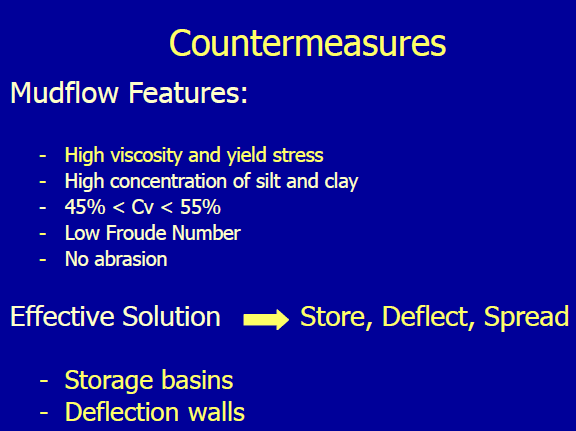 Countermeasures
Mudflow Features:
- High viscosity and yield stress
- High concentration of silt and clay
- 45% < Cv < 55%
- Low Froude Number
- No abrasion
Effective Solution Store, Deflect, Spread
- Storage basins
- Deflection walls